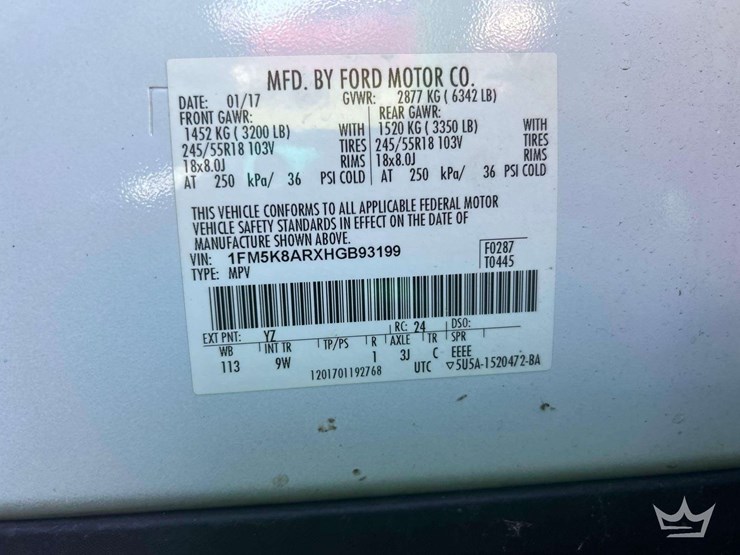 MFD. BY FORD MOTOR CO.
DATE: 01/17 GVWR: 2877 KG ( 6342 LB)
FRONT GAWR: REAR GAWR:
1452 KG ( 3200 LB) WITH 1520 KG ( 3350 LB) WITH
245/55R18 103V TIRES 245/55R18 103V TIRES
18x8.0J RIMS 18x8.0J RIMS
AT 250 kPa/ 36 PSI COLD AT 250 kPa/ 36 PSI COLD
THIS VEHICLE CONFORMS TO ALL APPLICABLE FEDERAL MOTOR
VEHICLE SAFETY STANDARDS IN EFFECT ON THE DATE OF
MANUFACTURE SHOWN ABOVE.
VIN: 1FM5K8ARXHGB93199 F0287
TYPE: MPV T0445
EXT PNT: YZ RC: 24 DSO:
WB INT TR TP/PS R AXLE TR SPR
113 9W 1 3J C EEEE
1201701192768 UTC ▽5U5A-1520472-BA